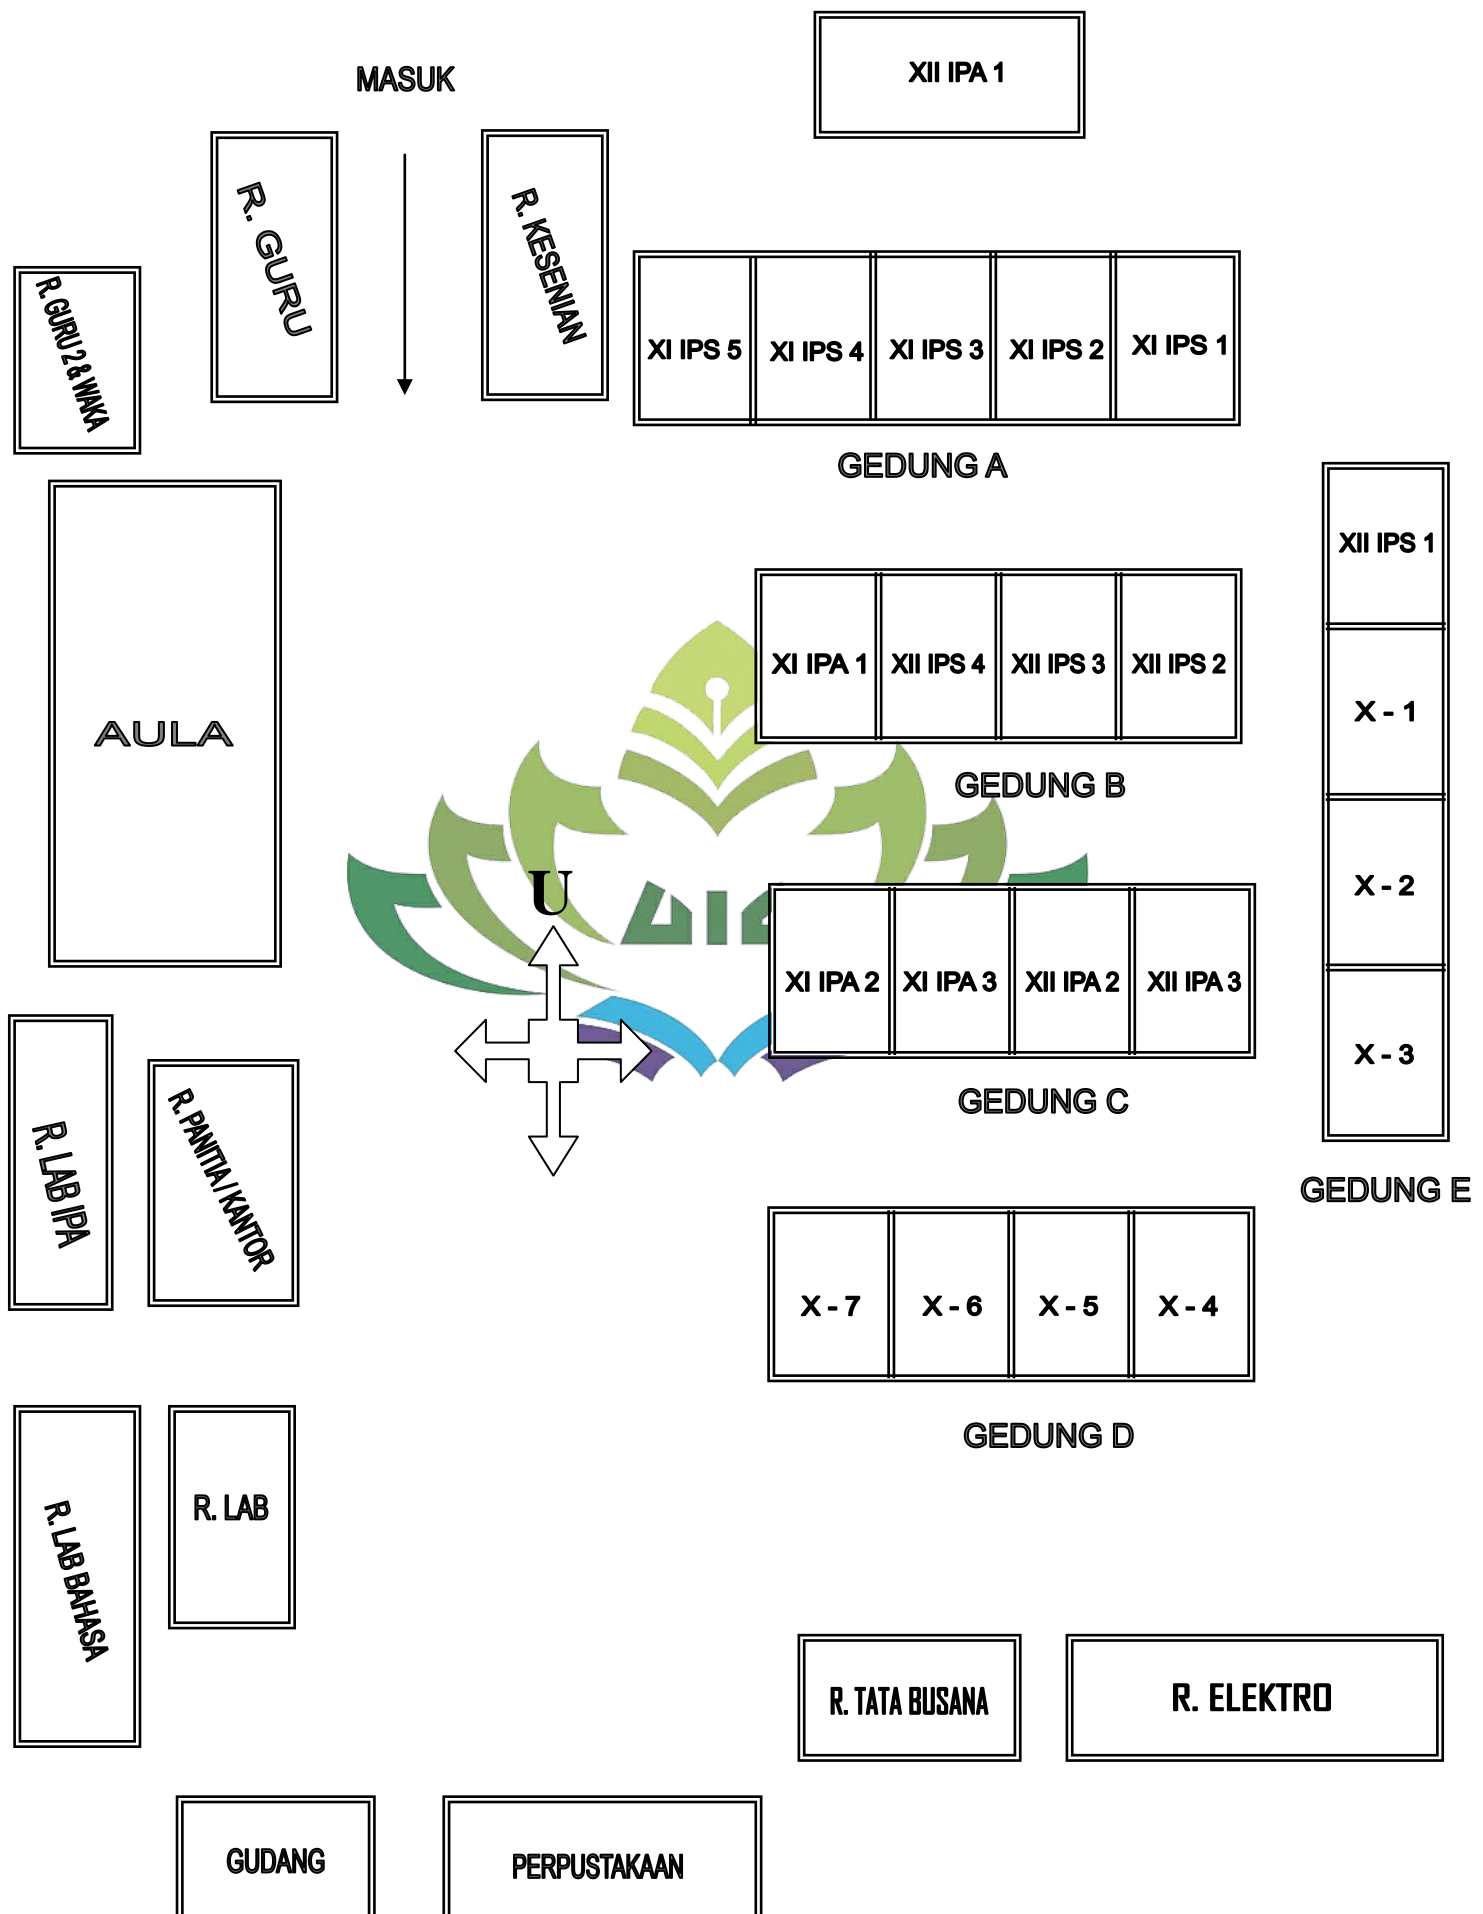 XII IPA 1
MASUK
R. GURU
R. KESENIAN
R. GURU 2 & WAKA
XI IPS 5
XI IPS 4
XI IPS 3
XI IPS 2
XI IPS 1
GEDUNG A
XII IPS 1
X - 1
X - 2
X - 3
GEDUNG E
AULA
XI IPA 1
XII IPS 4
XII IPS 3
XII IPS 2
GEDUNG B
U
XI IPA 2
XI IPA 3
XII IPA 2
XII IPA 3
GEDUNG C
R. LAB IPA
R. PANITIA / KANTOR
X - 7
X - 6
X - 5
X - 4
GEDUNG D
R. LAB BAHASA
R. LAB
R. TATA BUSANA
R. ELEKTRO
GUDANG
PERPUSTAKAAN